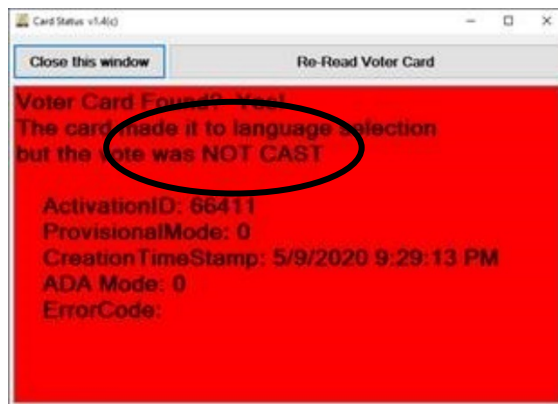 Card Status v1.4(c)
Close this window
Re-Read Voter Card
Voter Card Found? Yes!
The card made it to language selection
but the vote was NOT CAST
ActivationID: 66411
ProvisionalMode: 0
CreationTimeStamp: 5/9/2020 9:29:13 PM
ADA Mode: 0
ErrorCode: